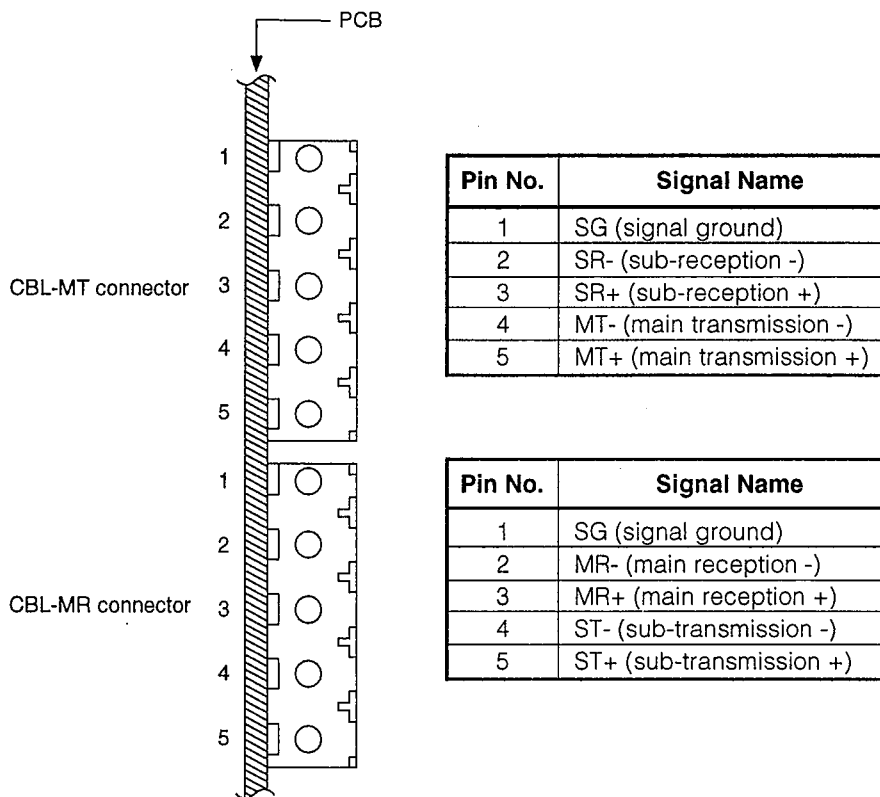 PCB
CBL-MT connector
1
2
3
4
5
Pin No. Signal Name
1 SG (signal ground)
2 SR- (sub-reception -)
3 SR+ (sub-reception +)
4 MT- (main transmission -)
5 MT+ (main transmission +)
CBL-MR connector
1
2
3
4
5
Pin No. Signal Name
1 SG (signal ground)
2 MR- (main reception -)
3 MR+ (main reception +)
4 ST- (sub-transmission -)
5 ST+ (sub-transmission +)